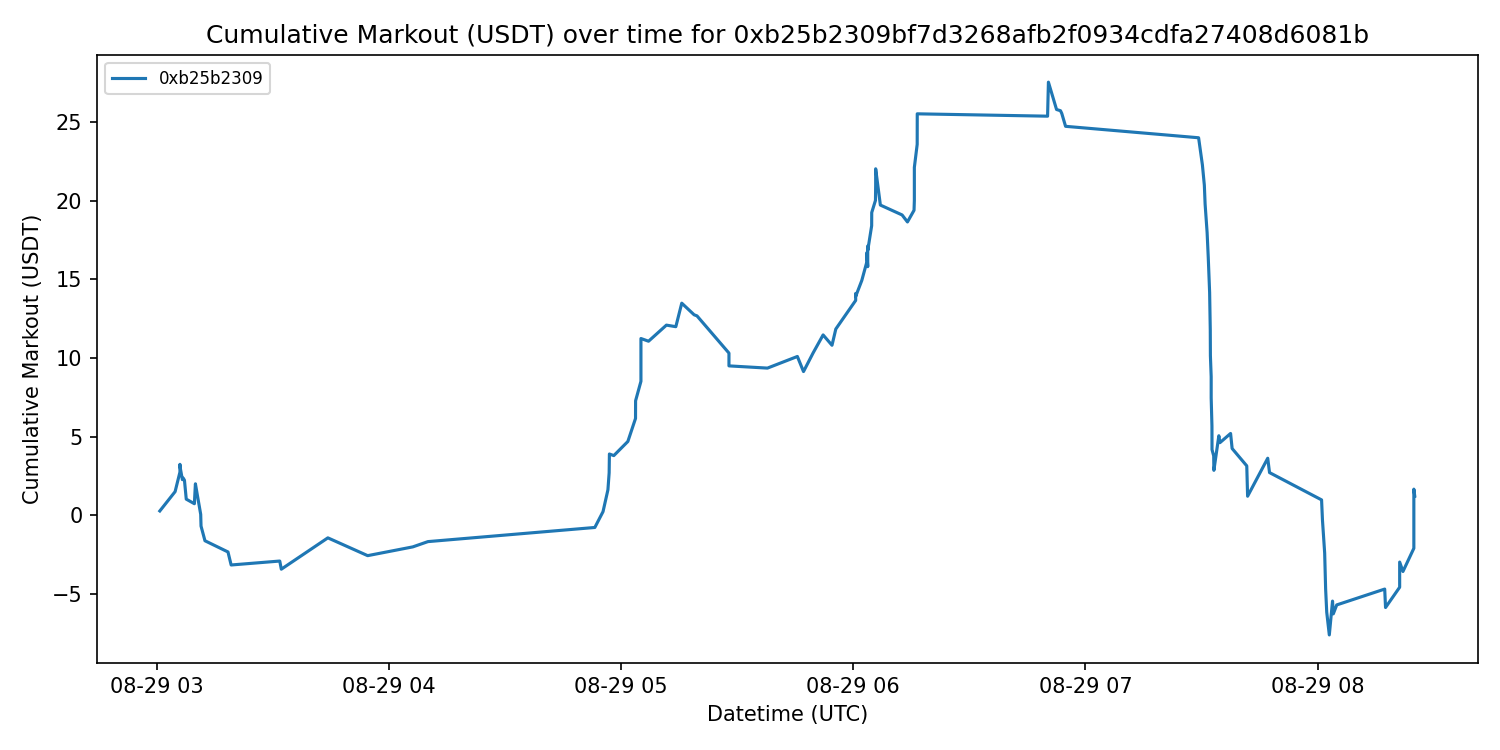 Cumulative Markout (USDT) over time for 0xb25b2309bf7d3268afb2f0934cdfa27408d6081b
0xb25b2309
Cumulative Markout (USDT)
25
20
15
10
5
0
−5
08-29 03 08-29 04 08-29 05 08-29 06 08-29 07 08-29 08
Datetime (UTC)